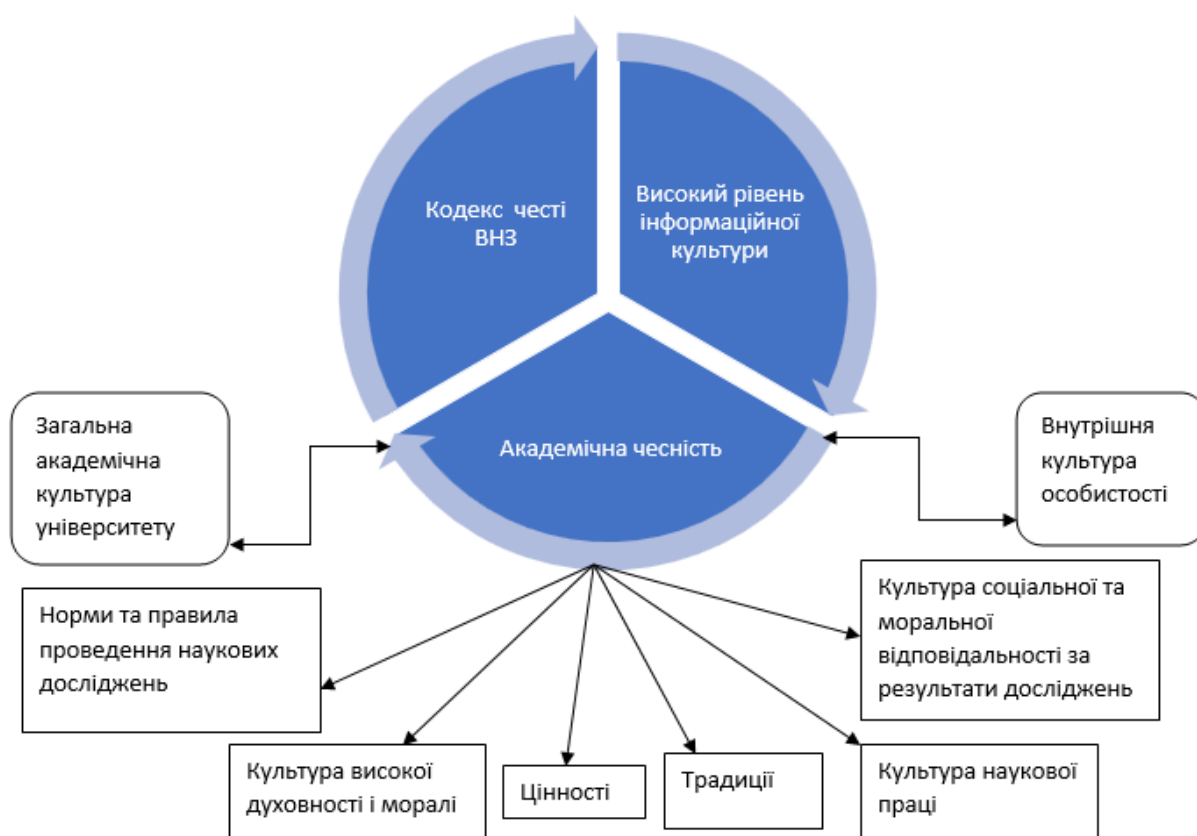 Кодекс честі
ВНЗ
Високий рівень
інформаційної
культури
Академічна чесність
Загальна
академічна
культура
університету
Внутрішня
культура
особистості
Норми та правила
проведення наукових
досліджень
Культура соціальної та
моральної
відповідальності за
результати досліджень
Культура високої
духовності і моралі
Цінності
Традиції
Культура наукової
праці